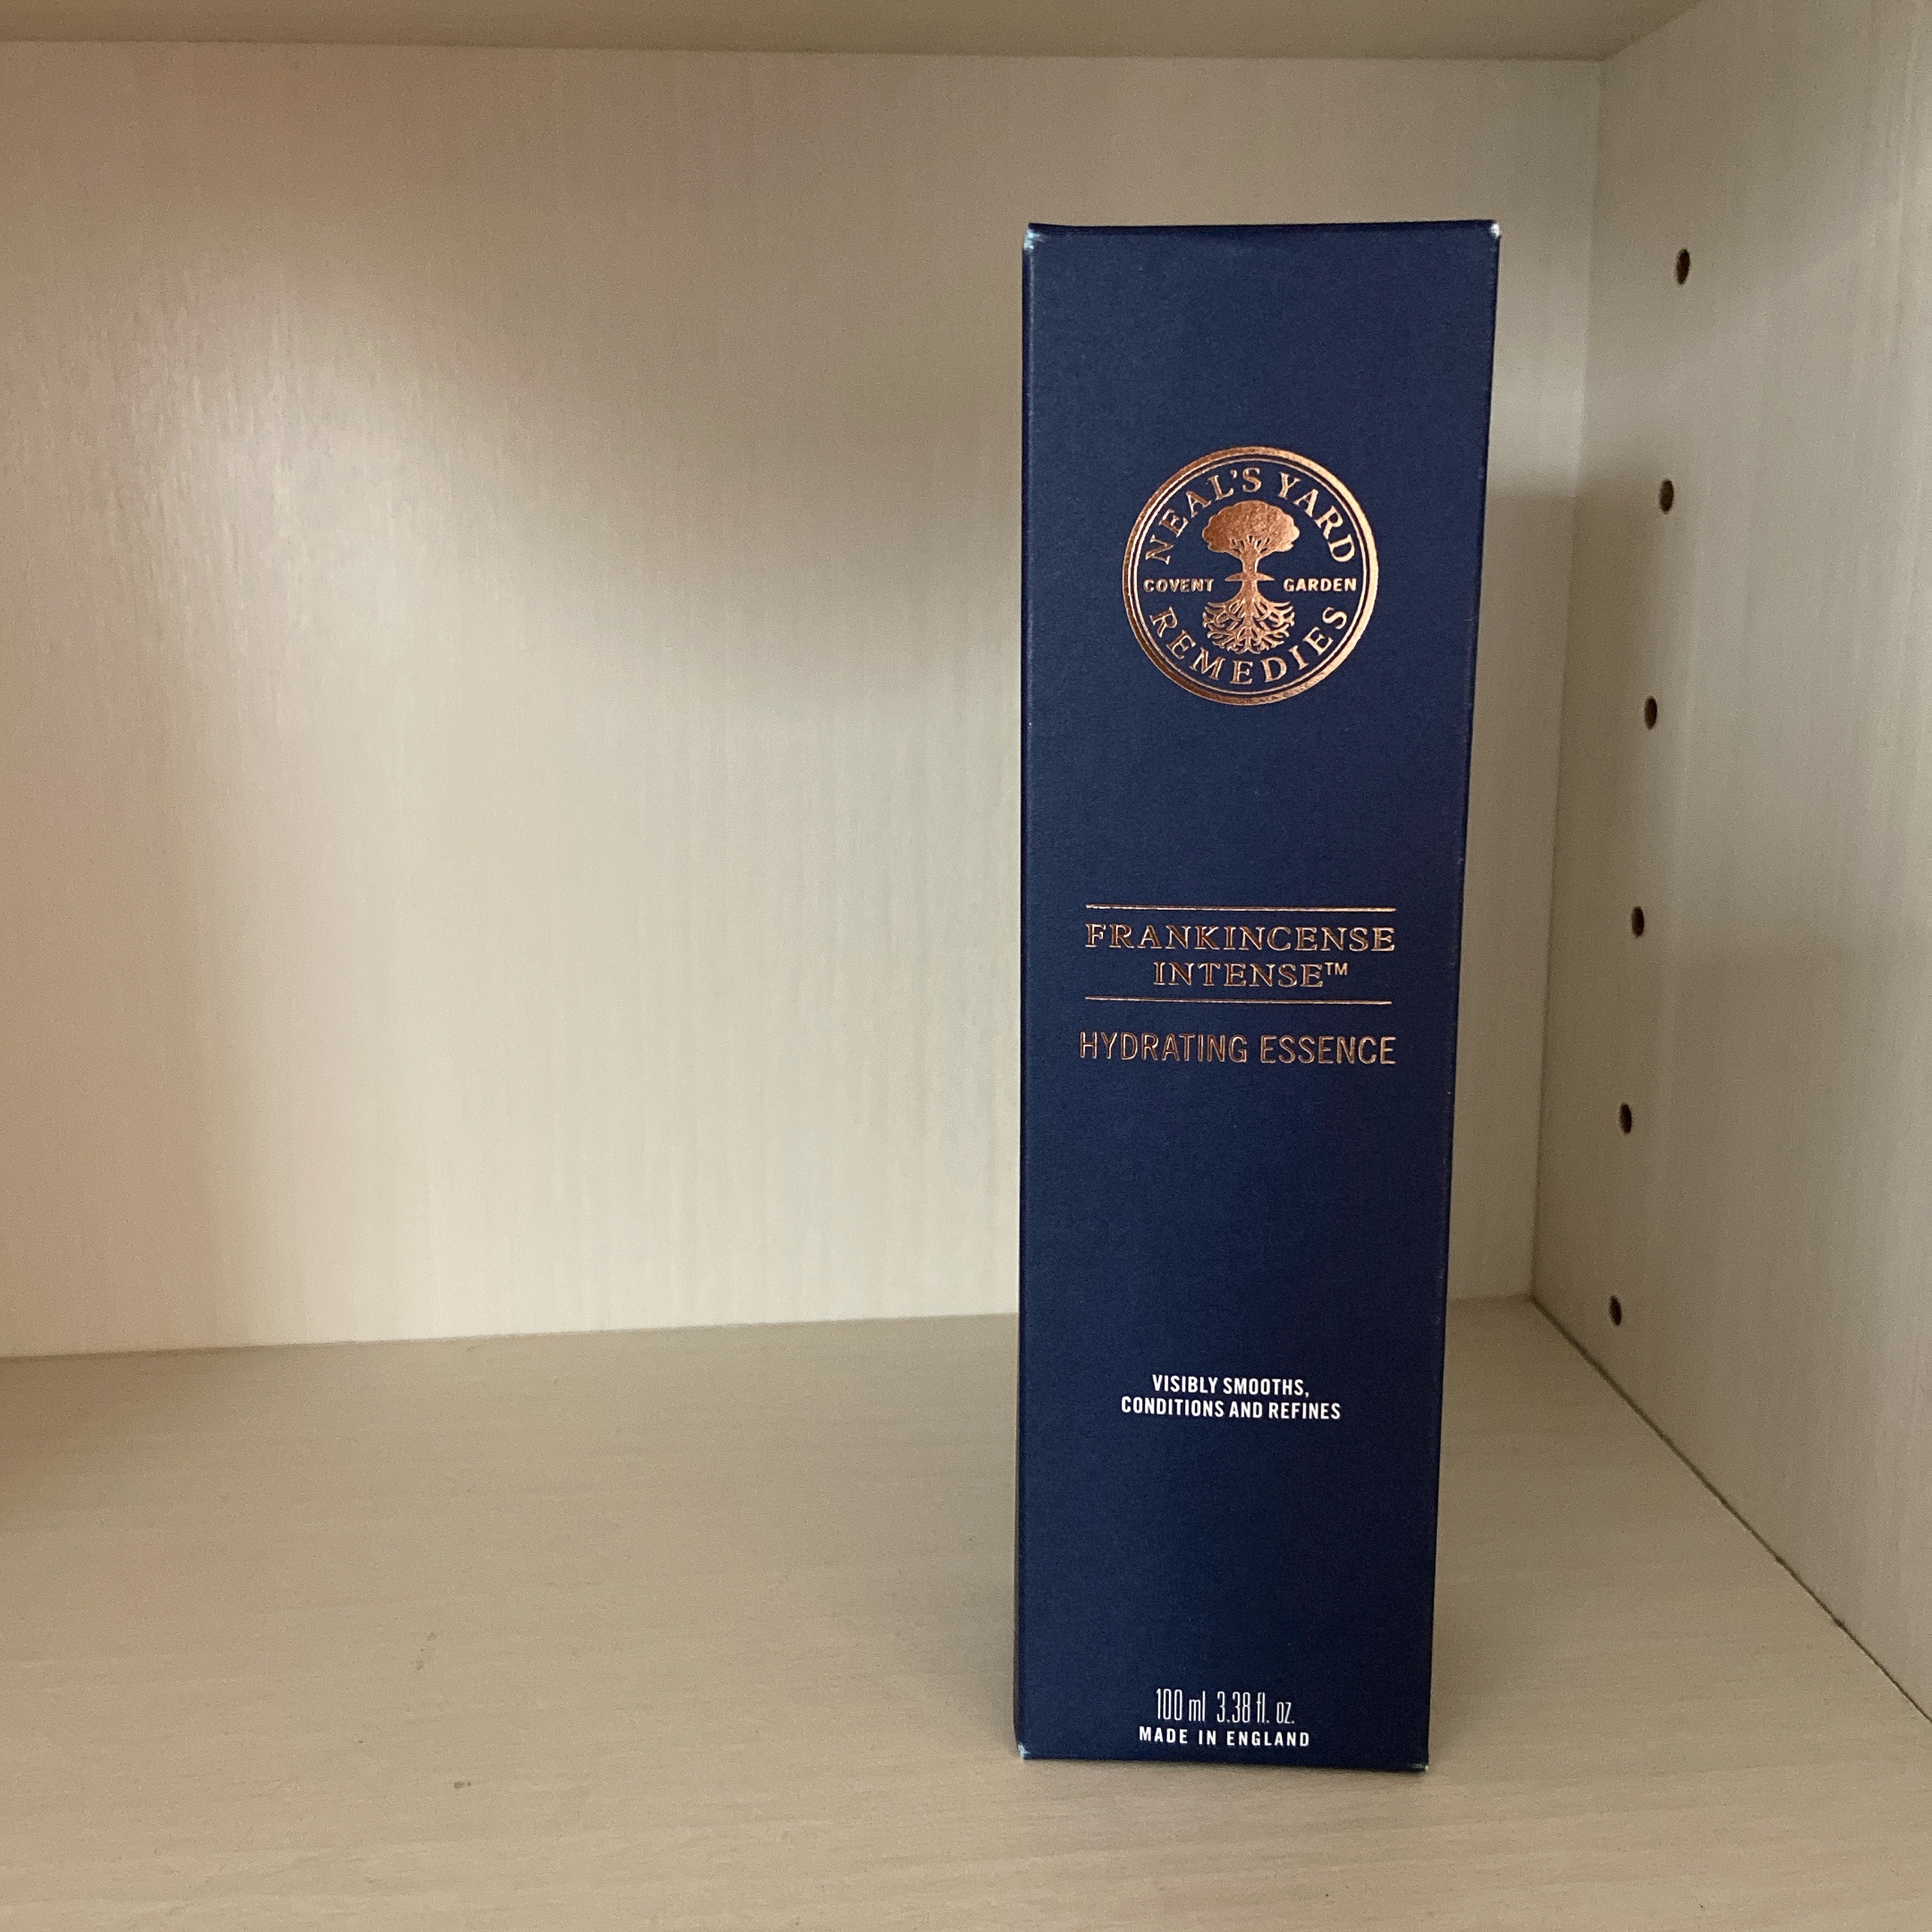 NEAL'S YARD
COVENT GARDEN
REMEDIES
FRANKINCENSE
INTENSE™
HYDRATING ESSENCE
VISIBLY SMOOTHS,
CONDITIONS AND REFINES
100 ml 3.38 fl. oz.
MADE IN ENGLAND